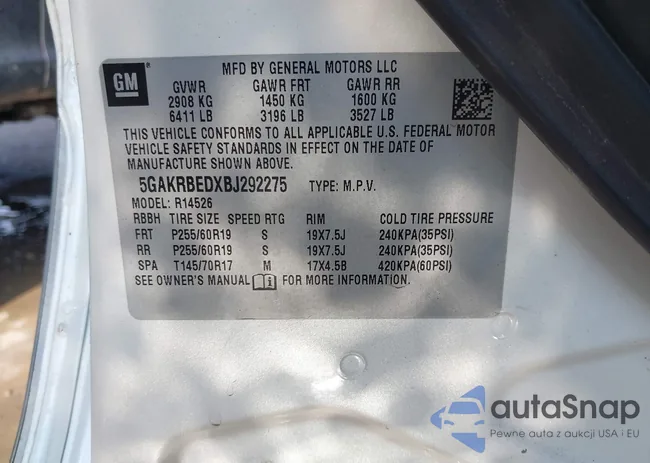 MFD BY GENERAL MOTORS LLC
GM
GVWR GAWR FRT GAWR RR
2908 KG 1450 KG 1600 KG
6411 LB 3196 LB 3527 LB
THIS VEHICLE CONFORMS TO ALL APPLICABLE U.S. FEDERAL MOTOR
VEHICLE SAFETY STANDARDS IN EFFECT ON THE DATE OF
MANUFACTURE SHOWN ABOVE.
5GAKRBEDXBJ292275 TYPE: M.P.V.
MODEL: R14526
RBBH TIRE SIZE SPEED RTG RIM COLD TIRE PRESSURE
FRT P255/60R19 S 19X7.5J 240KPA(35PSI)
RR P255/60R19 S 19X7.5J 240KPA(35PSI)
SPA T145/70R17 M 17X4.5B 420KPA(60PSI)
SEE OWNER'S MANUAL FOR MORE INFORMATION.
autoSnap
Pewne auta z aukcji USA i EU